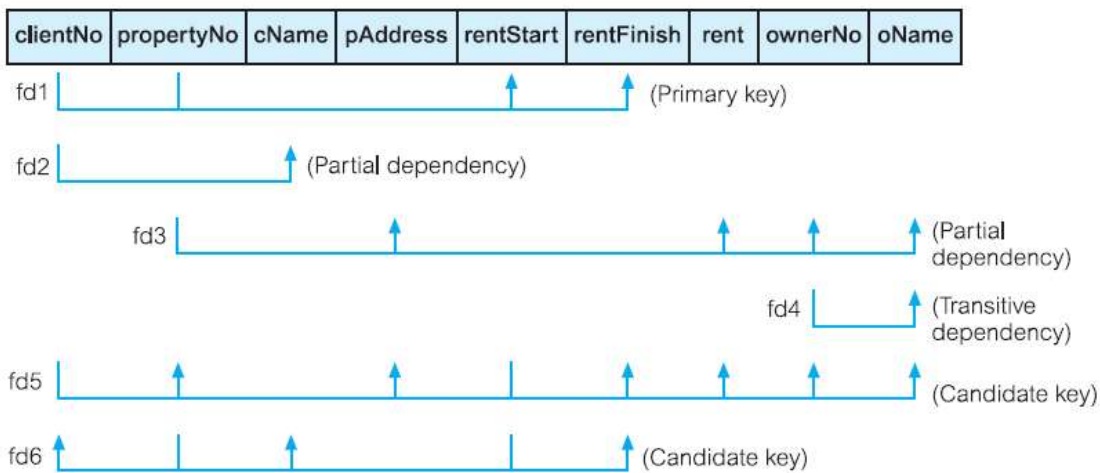 clientNo propertyNo cName pAddress rentStart rentFinish rent ownerNo oName
fd1 (Primary key)
fd2 (Partial dependency)
fd3 (Partial
dependency)
fd4 (Transitive
dependency)
fd5 (Candidate key)
fd6 (Candidate key)